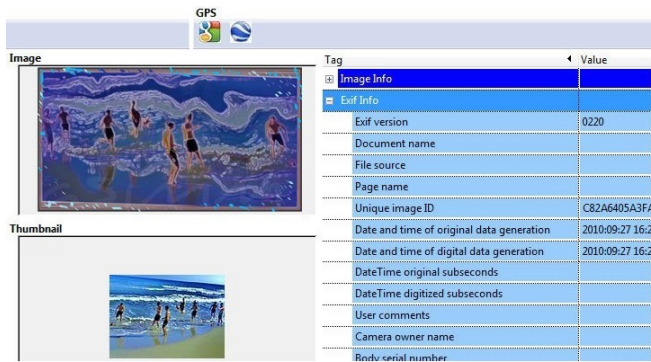 GPS
Image
Tag Value
Image Info
Exif Info
Exif version 0220
Document name
File source
Page name
Unique image ID C82A6405A3FA
Date and time of original data generation 2010:09:27 16:2
Date and time of digital data generation 2010:09:27 16:2
DateTime original subseconds
DateTime digitized subseconds
User comments
Camera owner name
Body serial number
Thumbnail